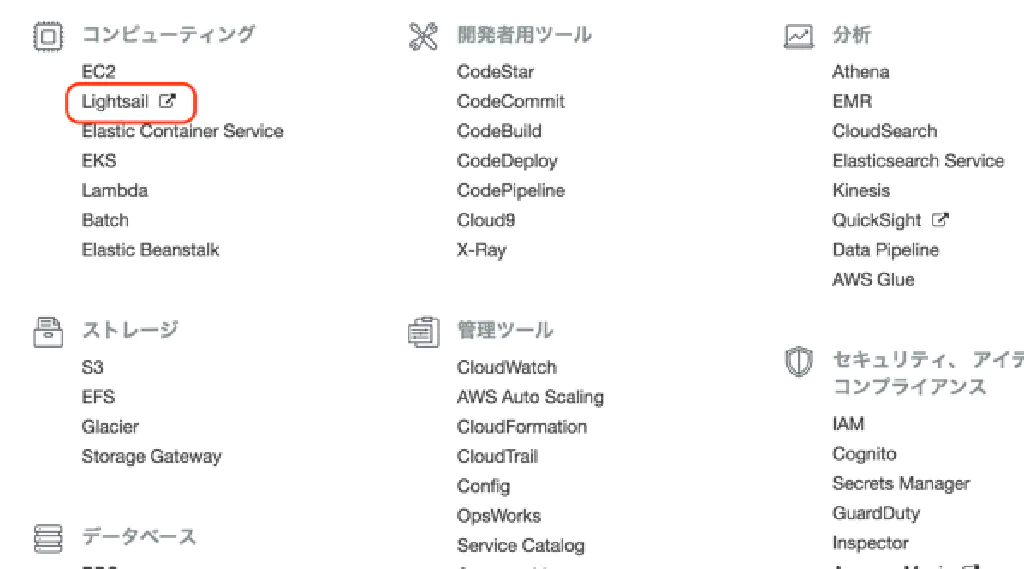 コンピューティング
EC2
Lightsail
Elastic Container Service
EKS
Lambda
Batch
Elastic Beanstalk
ストレージ
S3
EFS
Glacier
Storage Gateway
データベース
開発者用ツール
CodeStar
CodeCommit
CodeBuild
CodeDeploy
CodePipeline
Cloud9
X-Ray
管理ツール
CloudWatch
AWS Auto Scaling
CloudFormation
CloudTrail
Config
OpsWorks
Service Catalog
分析
Athena
EMR
CloudSearch
Elasticsearch Service
Kinesis
QuickSight
Data Pipeline
AWS Glue
セキュリティ、アイデ
コンプライアンス
IAM
Cognito
Secrets Manager
GuardDuty
Inspector